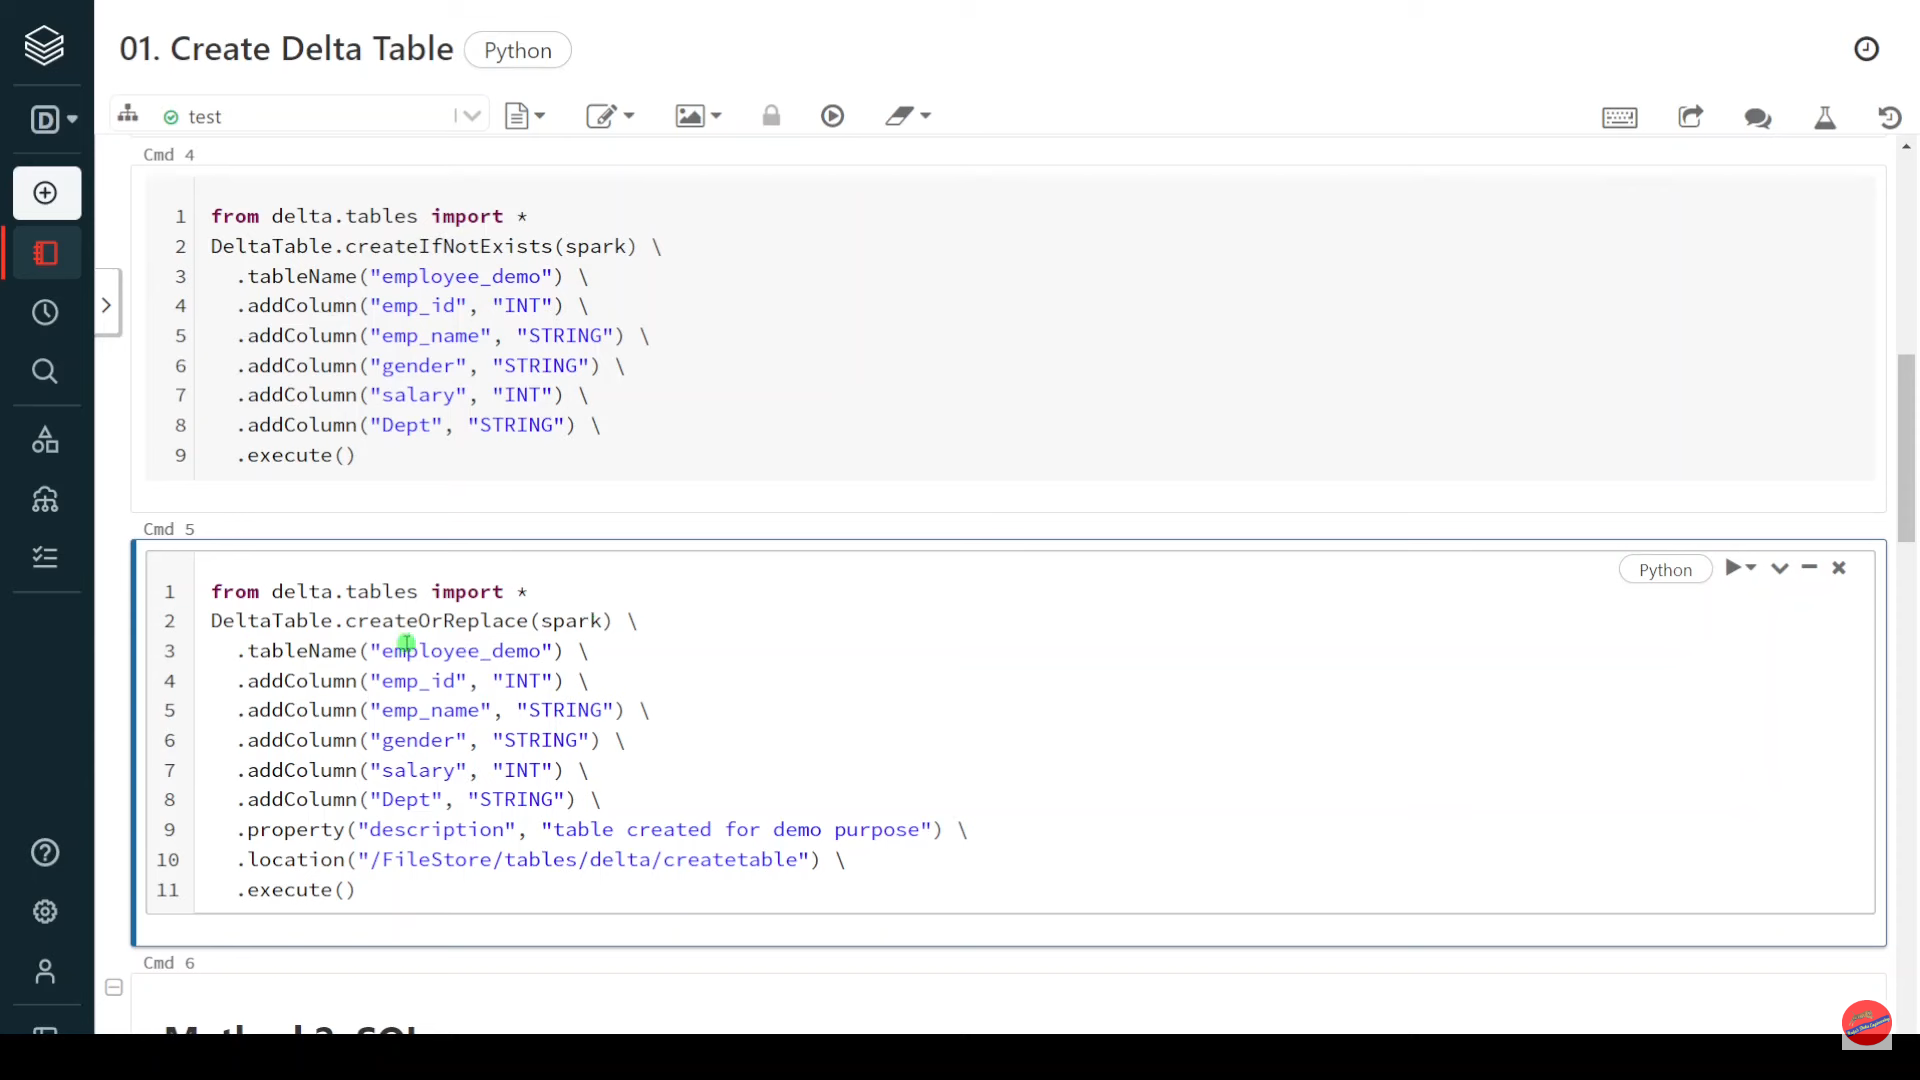 01. Create Delta Table Python
test
Cmd 4
1 from delta.tables import *
2 DeltaTable.createIfNotExists(spark) \
3   .tableName("employee_demo") \
4   .addColumn("emp_id", "INT") \
5   .addColumn("emp_name", "STRING") \
6   .addColumn("gender", "STRING") \
7   .addColumn("salary", "INT") \
8   .addColumn("Dept", "STRING") \
9   .execute()
Cmd 5
Python
1 from delta.tables import *
2 DeltaTable.createOrReplace(spark) \
3   .tableName("employee_demo") \
4   .addColumn("emp_id", "INT") \
5   .addColumn("emp_name", "STRING") \
6   .addColumn("gender", "STRING") \
7   .addColumn("salary", "INT") \
8   .addColumn("Dept", "STRING") \
9   .property("description", "table created for demo purpose") \
10   .location("/FileStore/tables/delta/createtable") \
11   .execute()
Cmd 6
Method 2: SQL